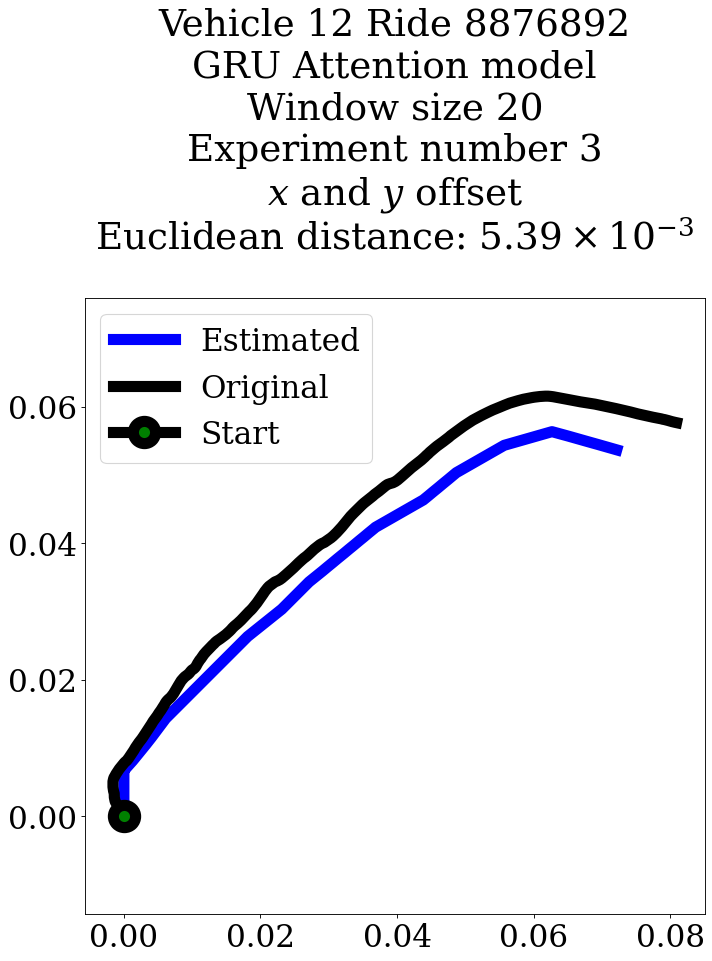 Vehicle 12 Ride 8876892
GRU Attention model
Window size 20
Experiment number 3
x and y offset
Euclidean distance: 5.39 × 10⁻³
Estimated
Original
Start
0.06
0.04
0.02
0.00
0.00 0.02 0.04 0.06 0.08